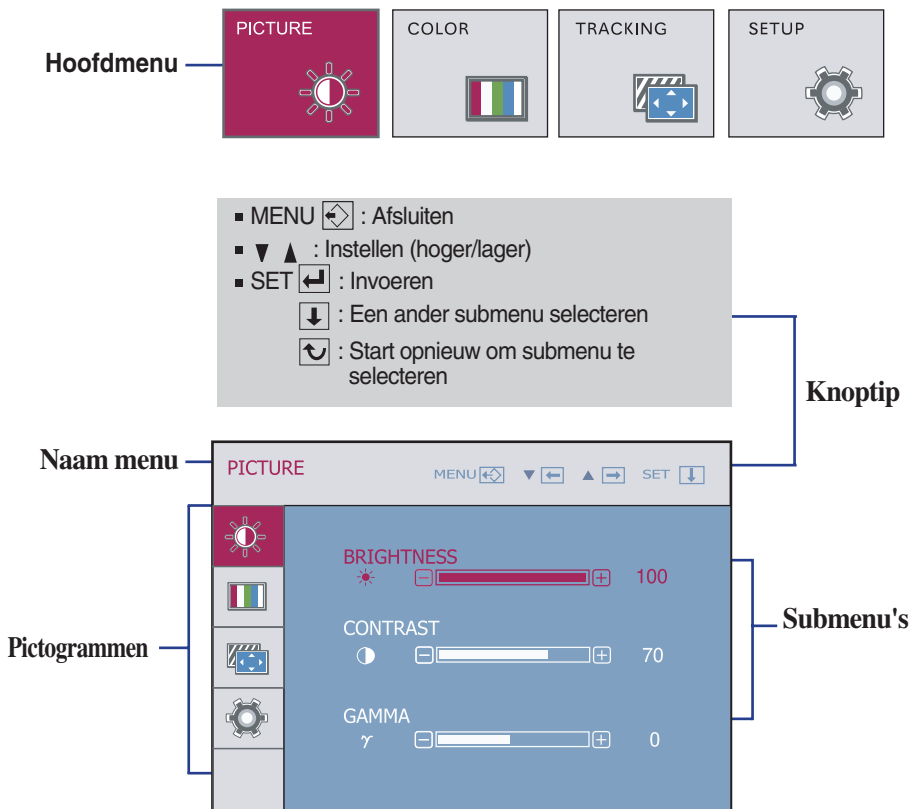 PICTURE
COLOR
TRACKING
SETUP
Hoofdmenu
▪ MENU : Afsluiten
▪ ▼ ▲ : Instellen (hoger/lager)
▪ SET : Invoeren
: Een ander submenu selecteren
: Start opnieuw om submenu te
selecteren
Knoptip
Naam menu
PICTURE
MENU ▼ ▲ SET
BRIGHTNESS
100
CONTRAST
70
GAMMA
γ 0
Submenu's
Pictogrammen